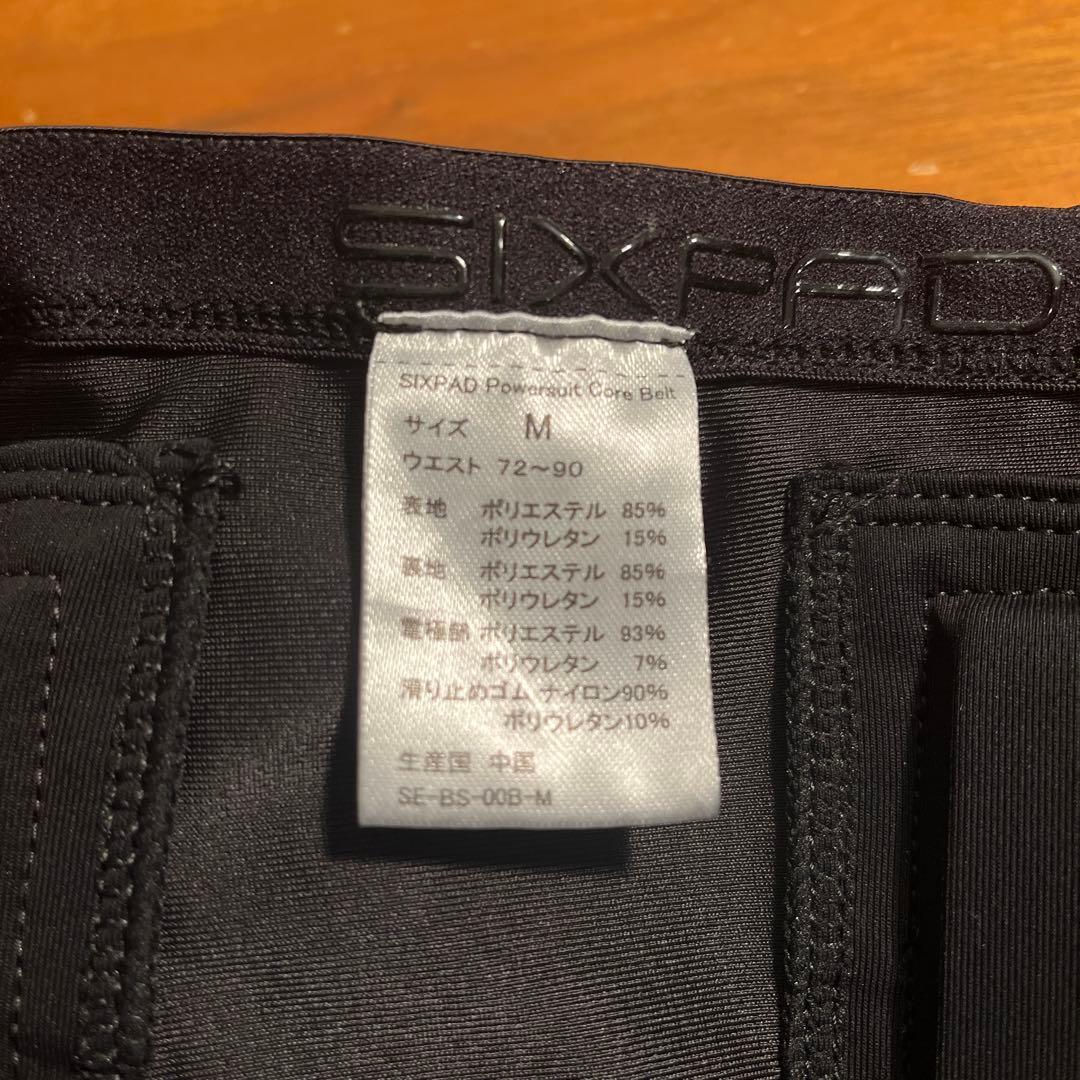 SIXPAD
SIXPAD Powersuit Core Belt
サイズ M
ウエスト 72～90
表地 ポリエステル 85%
ポリウレタン 15%
裏地 ポリエステル 85%
ポリウレタン 15%
電極部 ポリエステル 93%
ポリウレタン 7%
滑り止めゴム ナイロン90%
ポリウレタン10%
生産国 中国
SE-BS-00B-M